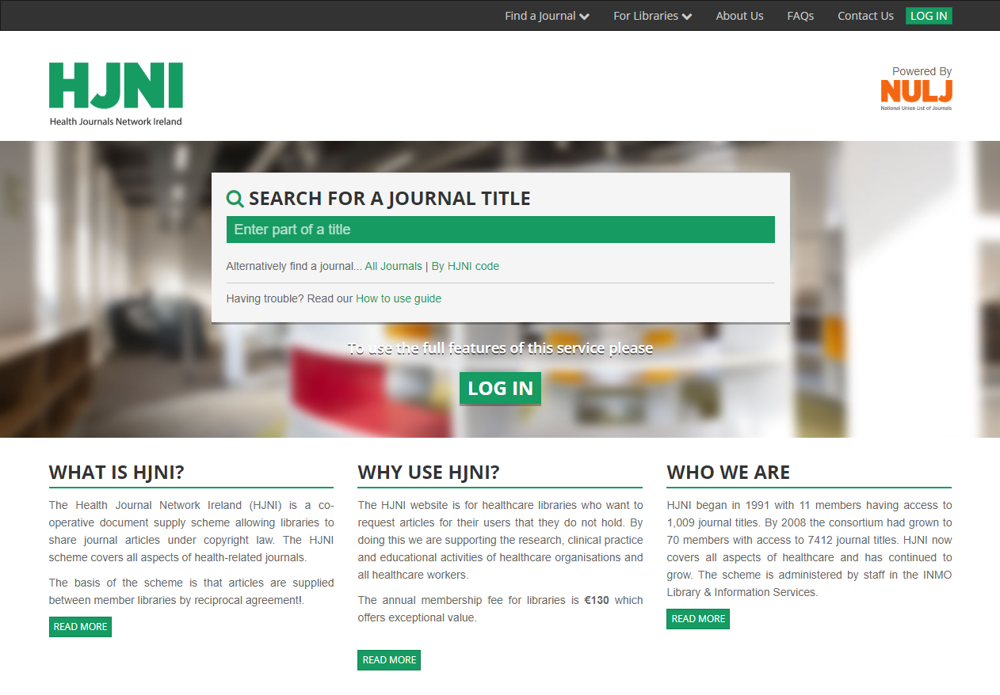 Find a Journal For Libraries About Us FAQs Contact Us LOG IN
HJNI
Health Journals Network Ireland
Powered By
NULJ
National Union List of Journals
SEARCH FOR A JOURNAL TITLE
Enter part of a title
Alternatively find a journal... All Journals | By HJNI code
Having trouble? Read our How to use guide
To use the full features of this service please
LOG IN
WHAT IS HJNI?
The Health Journal Network Ireland (HJNI) is a co-
operative document supply scheme allowing libraries to
share journal articles under copyright law. The HJNI
scheme covers all aspects of health-related journals.
The basis of the scheme is that articles are supplied
between member libraries by reciprocal agreement!.
READ MORE
WHY USE HJNI?
The HJNI website is for healthcare libraries who want to
request articles for their users that they do not hold. By
doing this we are supporting the research, clinical practice
and educational activities of healthcare organisations and
all healthcare workers.
The annual membership fee for libraries is €130 which
offers exceptional value.
READ MORE
WHO WE ARE
HJNI began in 1991 with 11 members having access to
1,009 journal titles. By 2008 the consortium had grown to
70 members with access to 7412 journal titles. HJNI now
covers all aspects of healthcare and has continued to
grow. The scheme is administered by staff in the INMO
Library & Information Services.
READ MORE